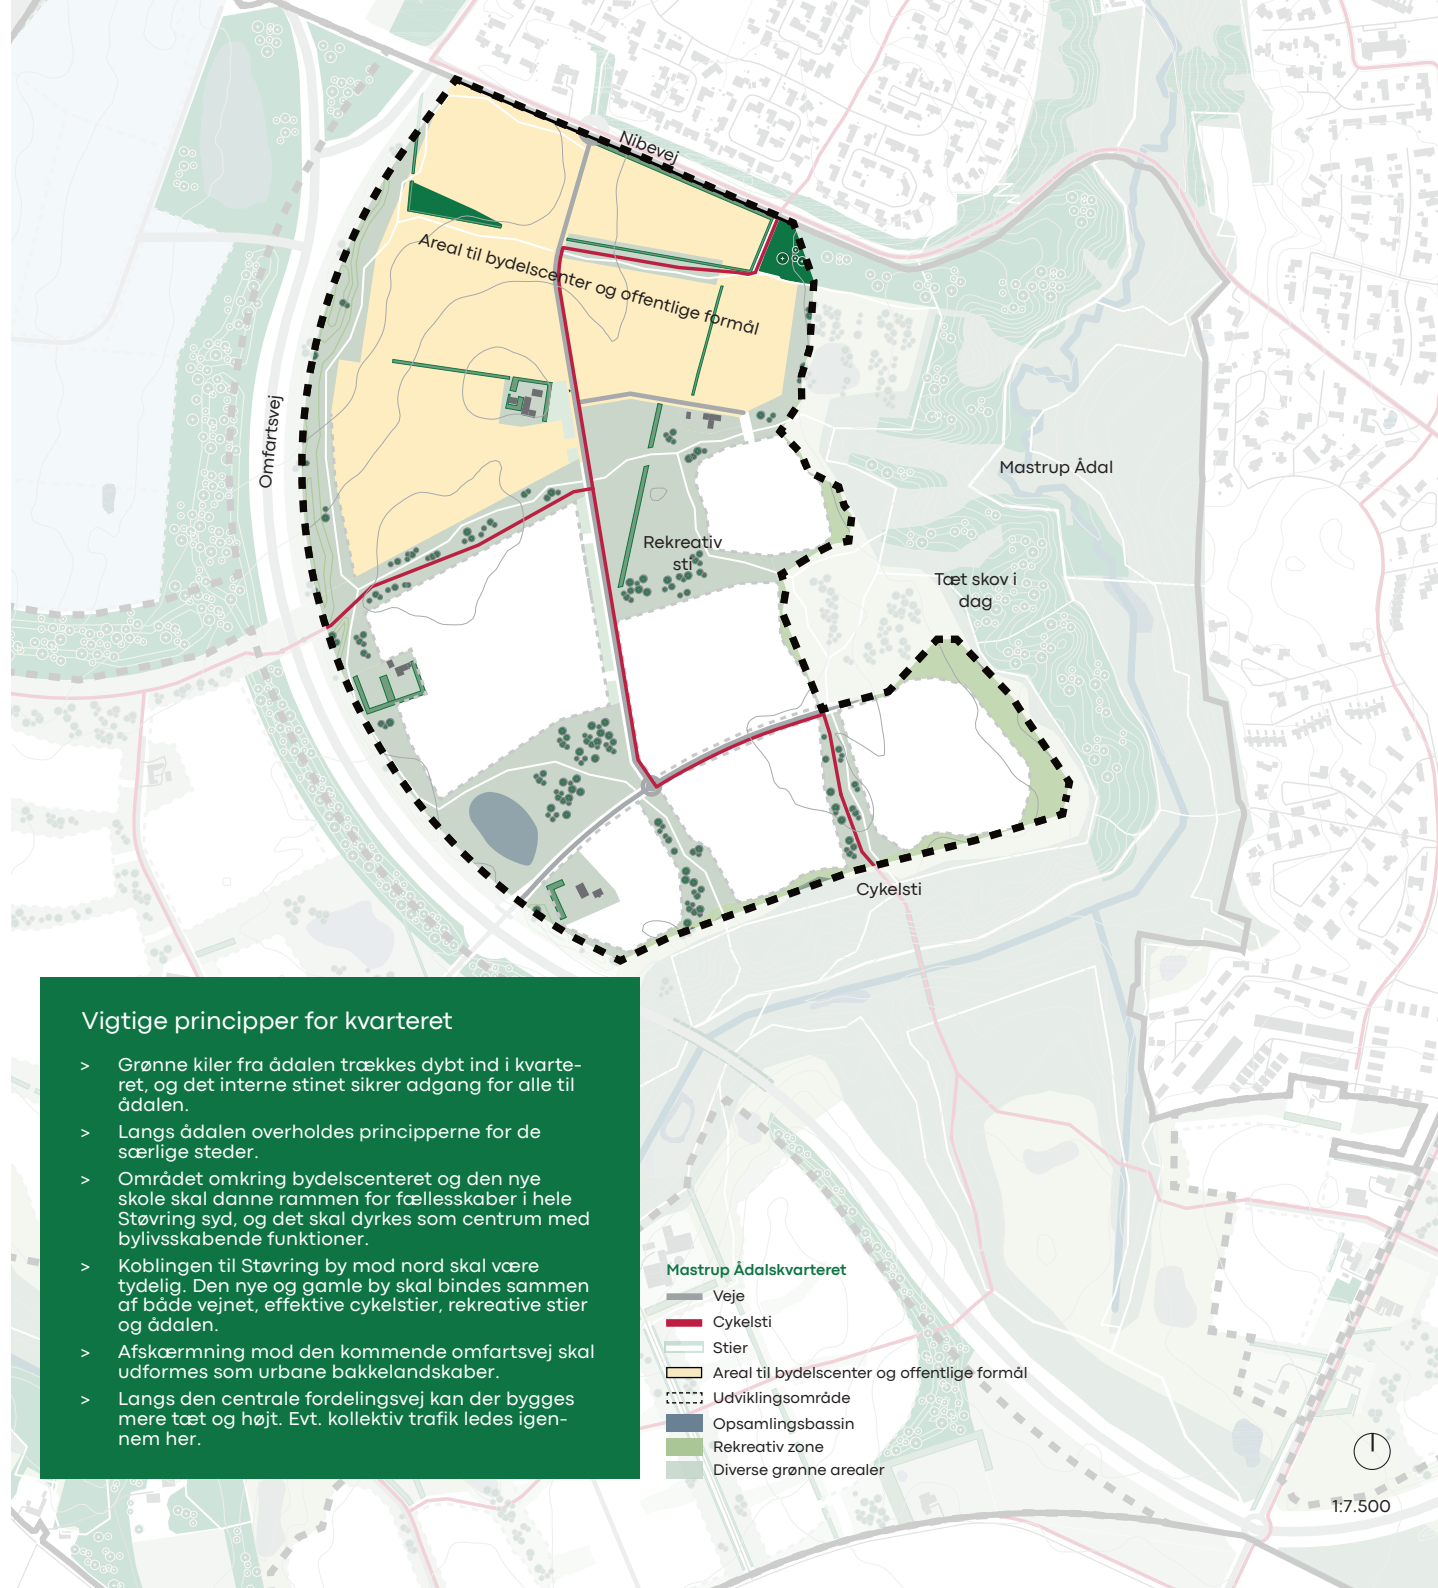 Nibevej
Areal til bydelscenter og offentlige formål
Omfartsvej
Mastrup Ådal
Rekreativ
sti
Tæt skov i
dag
Cykelsti
Vigtige principper for kvarteret
> Grønne kiler fra ådalen trækkes dybt ind i kvarte-
ret, og det interne stinet sikrer adgang for alle til
ådalen.
> Langs ådalen overholdes principperne for de
særlige steder.
> Området omkring bydelscenteret og den nye
skole skal danne rammen for fællesskaber i hele
Støvring syd, og det skal dyrkes som centrum med
bylivsskabende funktioner.
> Koblingen til Støvring by mod nord skal være
tydelig. Den nye og gamle by skal bindes sammen
af både vejnet, effektive cykelstier, rekreative stier
og ådalen.
> Afskærmning mod den kommende omfartsvej skal
udformes som urbane bakkelandskaber.
> Langs den centrale fordelingsvej kan der bygges
mere tæt og højt. Evt. kollektiv trafik ledes igen-
nem her.
Mastrup Ådalskvarteret
Veje
Cykelsti
Stier
Areal til bydelscenter og offentlige formål
Udviklingsområde
Opsamlingsbassin
Rekreativ zone
Diverse grønne arealer
1:7.500